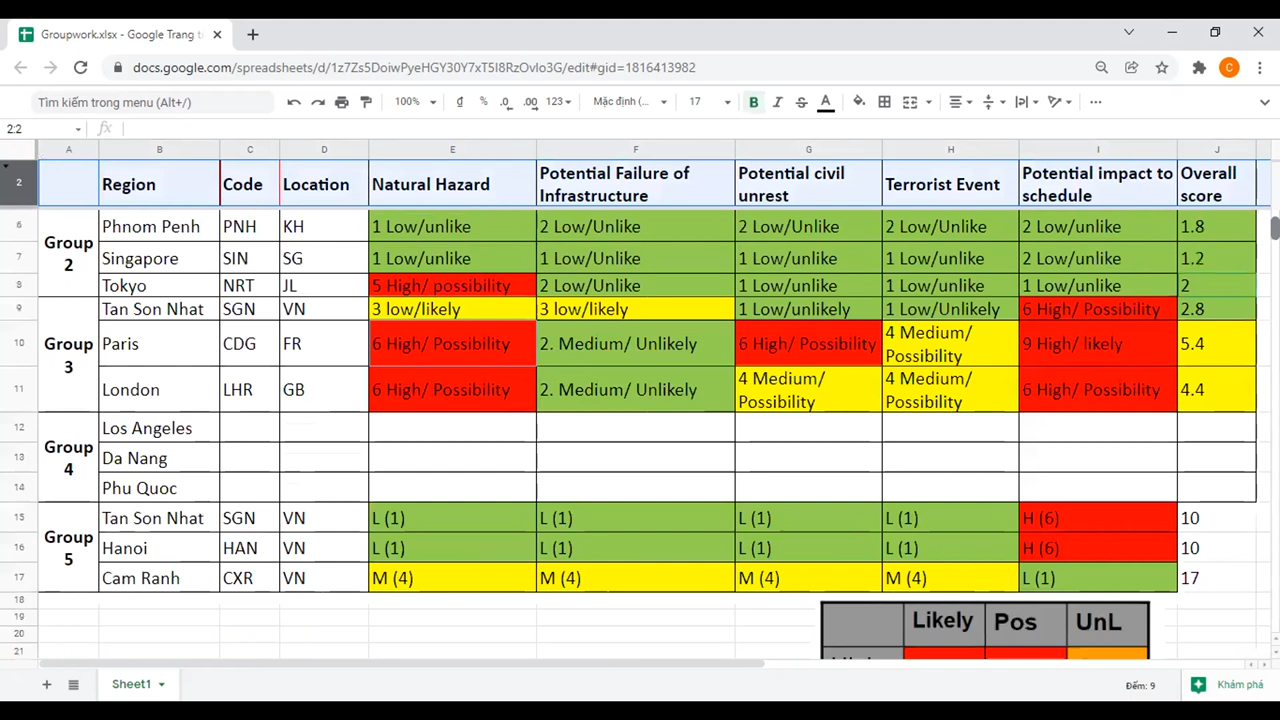 Groupwork.xlsx - Google Trang t
docs.google.com/spreadsheets/d/1z7Zs5DoiwPyeHGY30Y7xT5I8RzOvlo3G/edit#gid=1816413982
C
Tìm kiếm trong menu (Alt+/)
100%
₫
%
.0
.00
123
Mặc định (...
17
B
I
S
A
2:2
fx
A B C D E F G H I J
2 Region Code Location Natural Hazard Potential Failure of Infrastructure Potential civil unrest Terrorist Event Potential impact to schedule Overall score
Group 2
6 Phnom Penh PNH KH 1 Low/unlike 2 Low/Unlike 2 Low/Unlike 2 Low/Unlike 2 Low/unlike 1.8
7 Singapore SIN SG 1 Low/unlike 1 Low/Unlike 1 Low/unlike 1 Low/unlike 2 Low/unlike 1.2
8 Tokyo NRT JL 5 High/ possibility 2 Low/Unlike 1 Low/unlike 1 Low/unlike 1 Low/unlike 2
Group 3
9 Tan Son Nhat SGN VN 3 low/likely 3 low/likely 1 Low/unlikely 1 Low/Unlikely 6 High/ Possibility 2.8
10 Paris CDG FR 6 High/ Possibility 2. Medium/ Unlikely 6 High/ Possibility 4 Medium/ Possibility 9 High/ likely 5.4
11 London LHR GB 6 High/ Possibility 2. Medium/ Unlikely 4 Medium/ Possibility 4 Medium/ Possibility 6 High/ Possibility 4.4
Group 4
12 Los Angeles
13 Da Nang
14 Phu Quoc
Group 5
15 Tan Son Nhat SGN VN L (1) L (1) L (1) L (1) H (6) 10
16 Hanoi HAN VN L (1) L (1) L (1) L (1) H (6) 10
17 Cam Ranh CXR VN M (4) M (4) M (4) M (4) L (1) 17
18
19 Likely Pos UnL
20
21
Sheet1
Đếm: 9
Khám phá